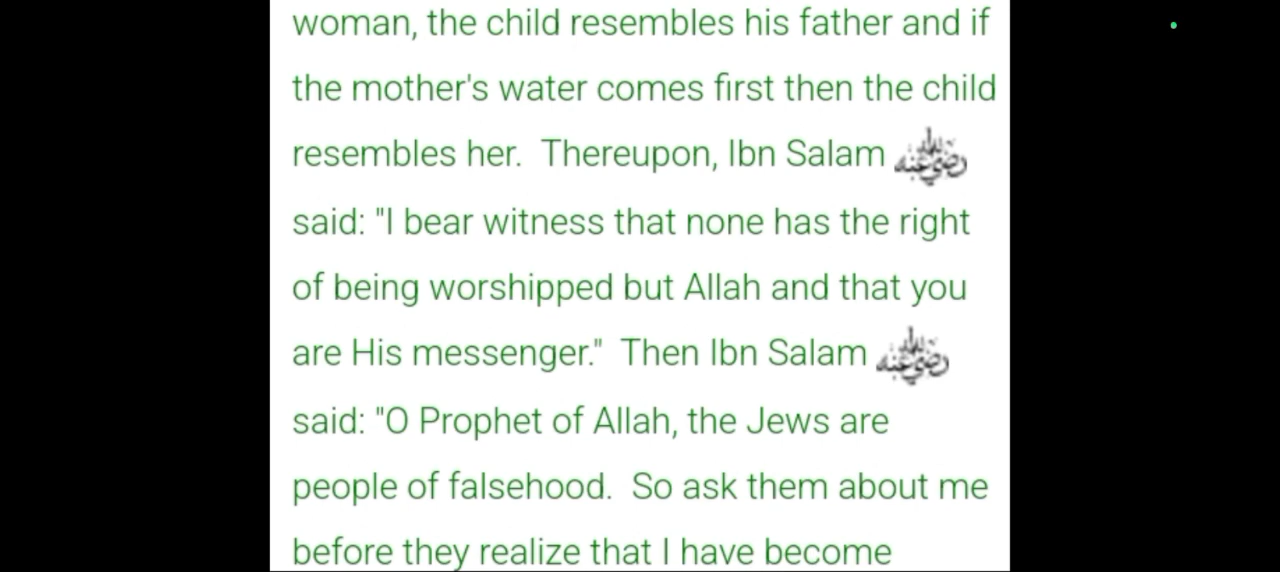 woman, the child resembles his father and if
the mother's water comes first then the child
resembles her.  Thereupon, Ibn Salam رضي الله عنه
said: "I bear witness that none has the right
of being worshipped but Allah and that you
are His messenger."  Then Ibn Salam رضي الله عنه
said: "O Prophet of Allah, the Jews are
people of falsehood.  So ask them about me
before they realize that I have become